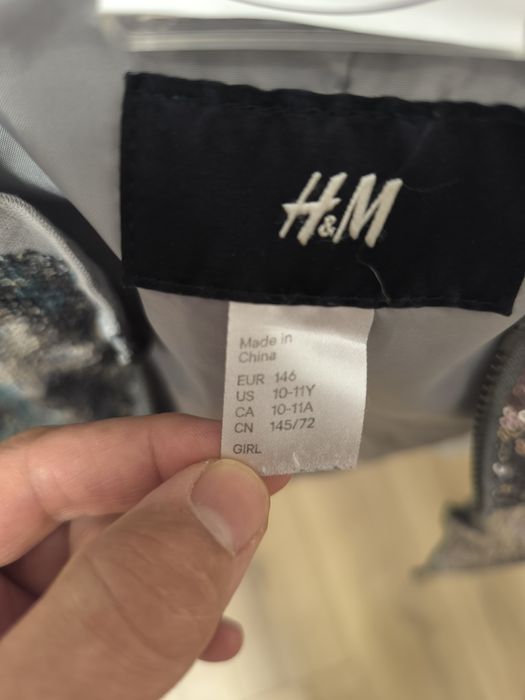 H&M
Made in
China
EUR 146
US 10-11Y
CA 10-11A
CN 145/72
GIRL